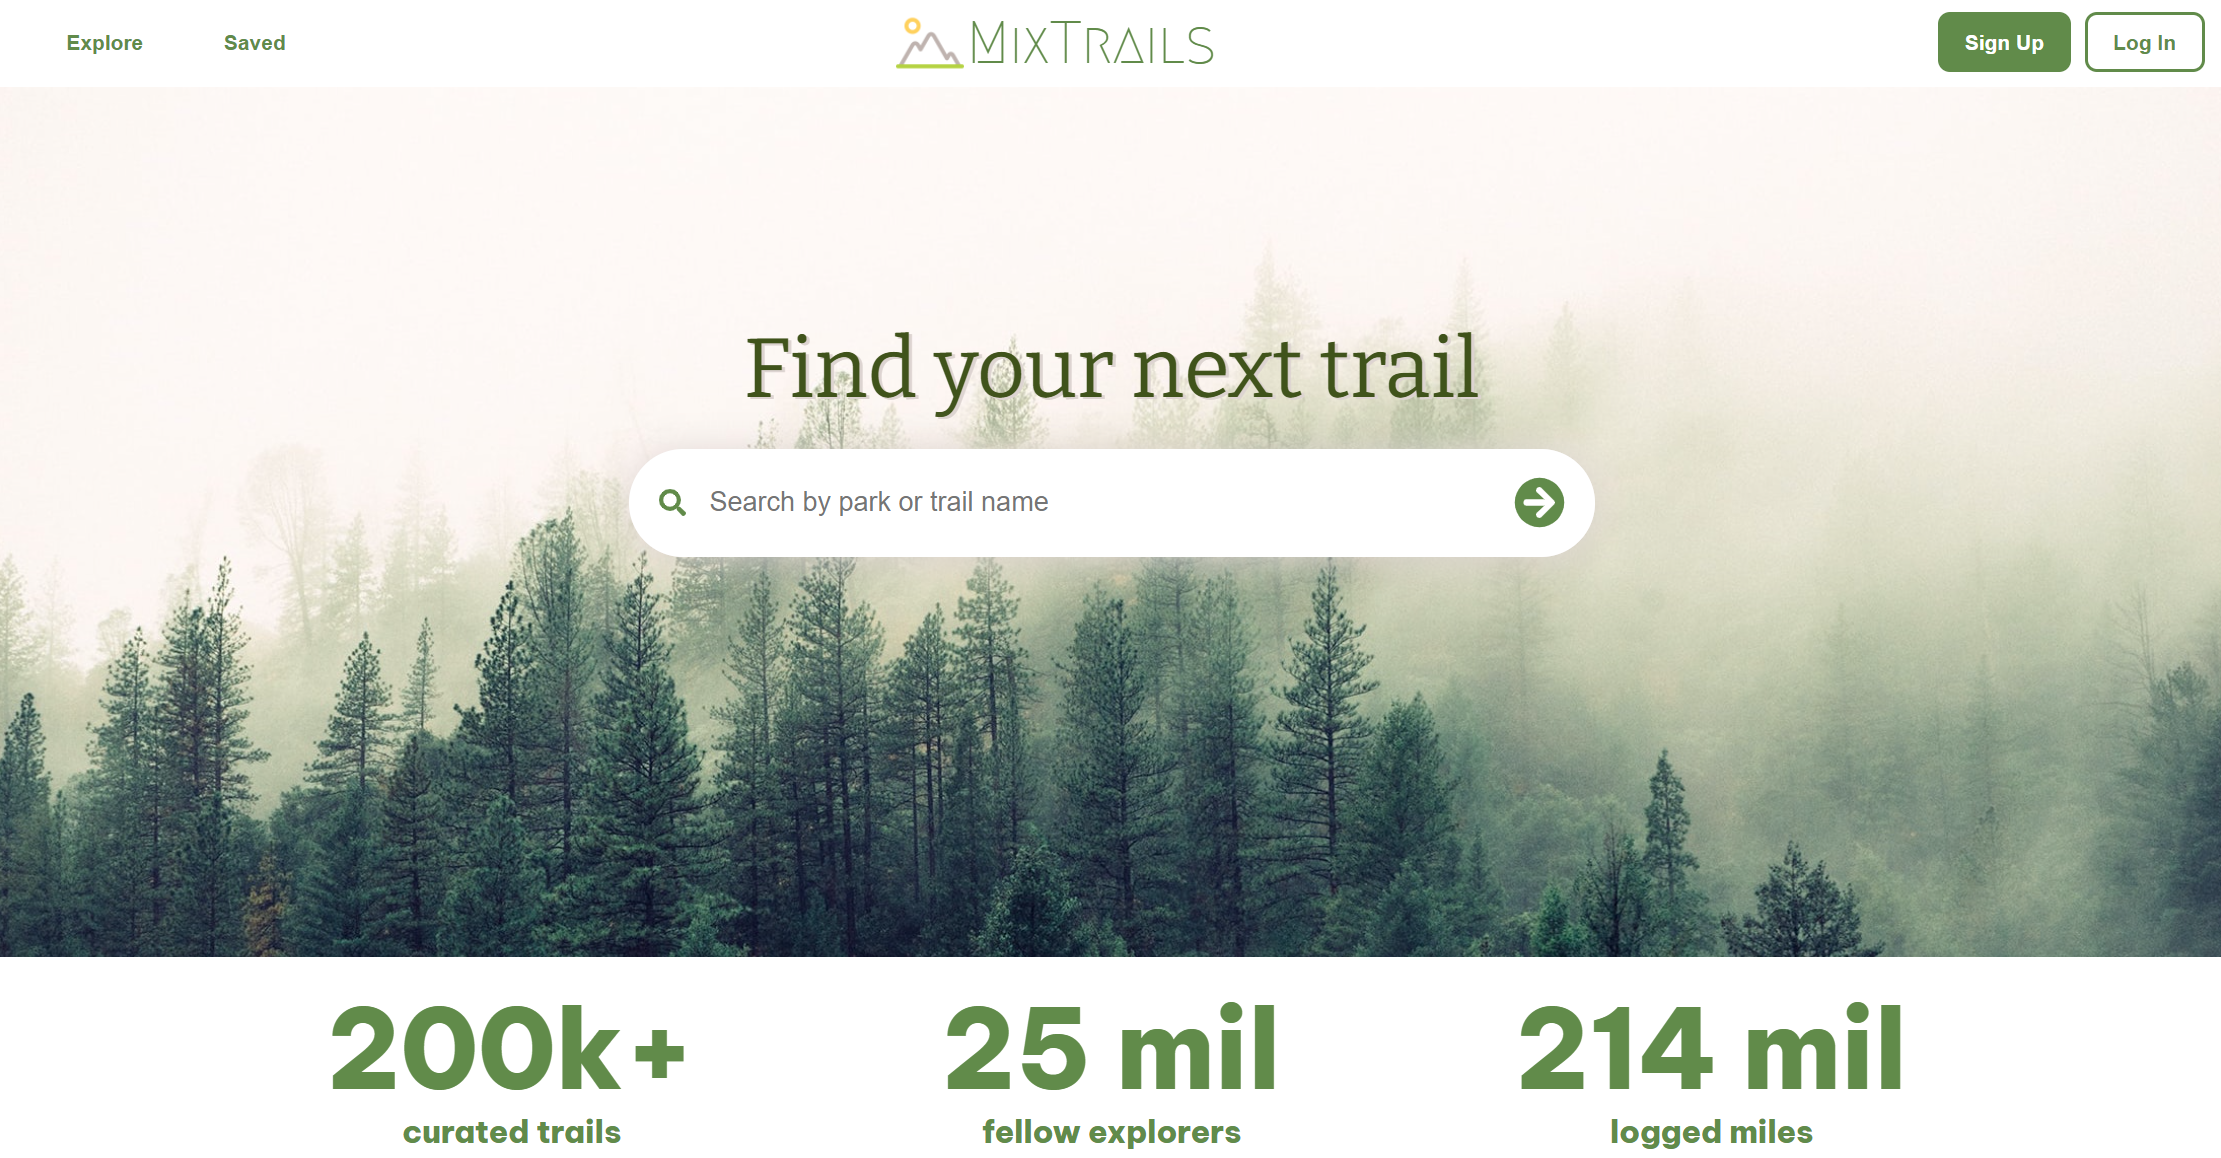 Explore
Saved
MixTrails
Sign Up
Log In
Find your next trail
Search by park or trail name
200k+
25 mil
214 mil
curated trails
fellow explorers
logged miles